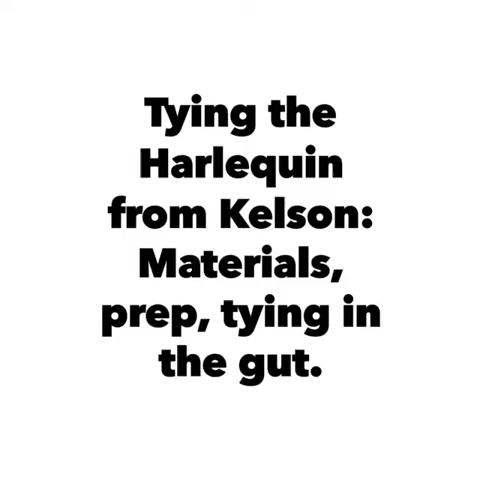 Tying the
Harlequin
from Kelson:
Materials,
prep, tying in
the gut.